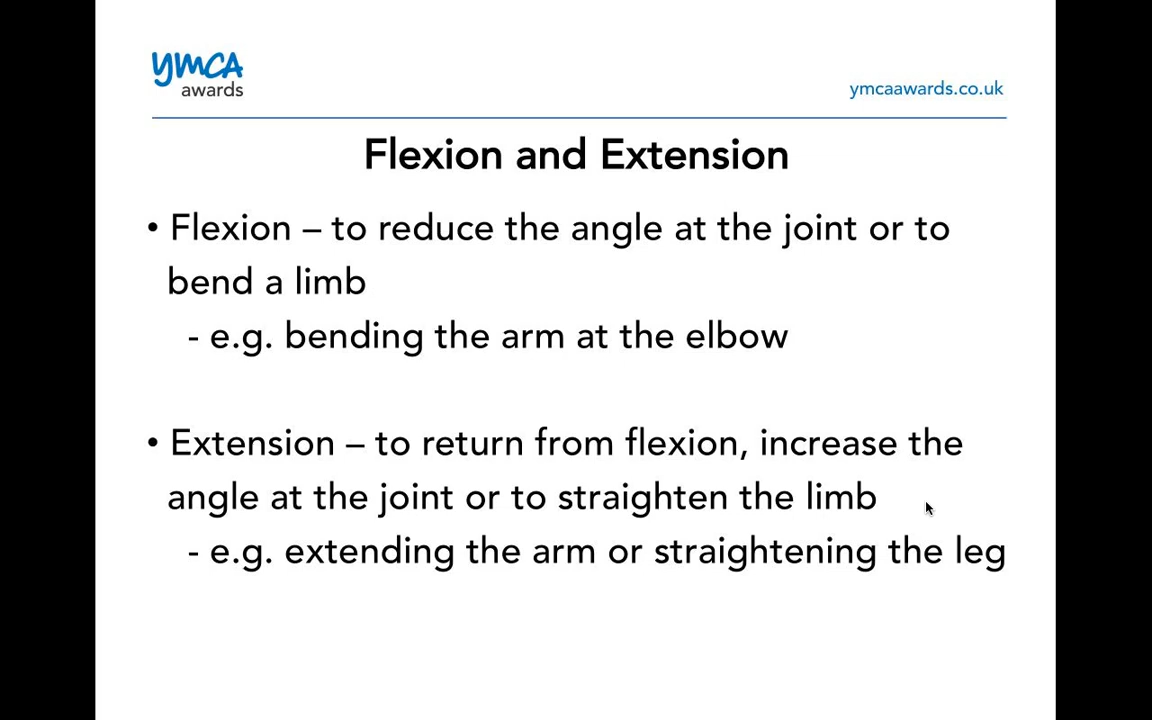 ymca
awards
ymcaawards.co.uk
Flexion and Extension
• Flexion – to reduce the angle at the joint or to
bend a limb
- e.g. bending the arm at the elbow
• Extension – to return from flexion, increase the
angle at the joint or to straighten the limb
- e.g. extending the arm or straightening the leg